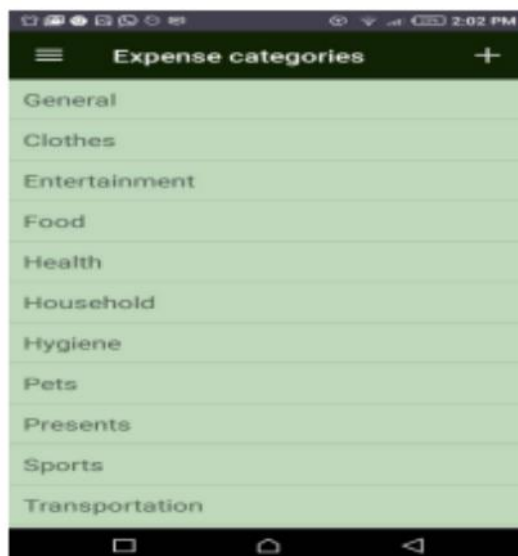 2:02 PM
Expense categories
General
Clothes
Entertainment
Food
Health
Household
Hygiene
Pets
Presents
Sports
Transportation